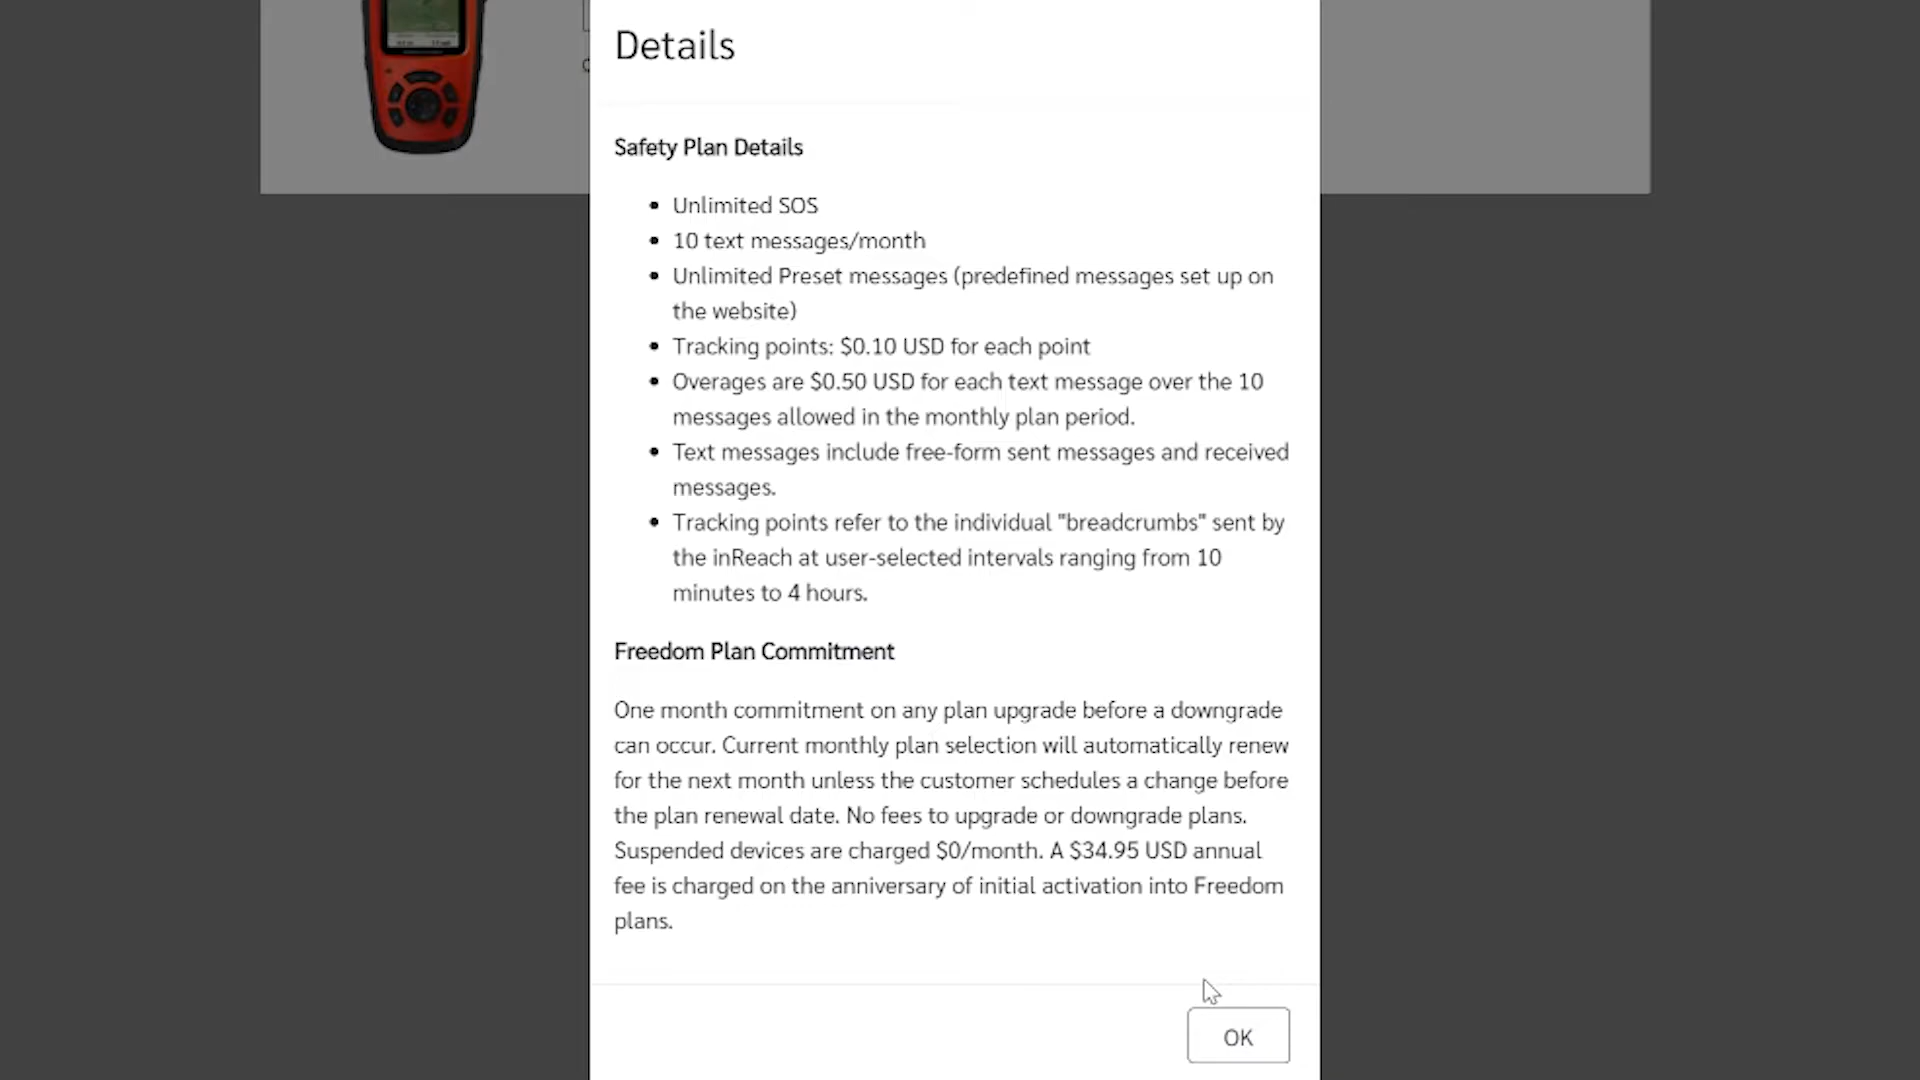 Details
Safety Plan Details
• Unlimited SOS
• 10 text messages/month
• Unlimited Preset messages (predefined messages set up on
the website)
• Tracking points: $0.10 USD for each point
• Overages are $0.50 USD for each text message over the 10
messages allowed in the monthly plan period.
• Text messages include free-form sent messages and received
messages.
• Tracking points refer to the individual "breadcrumbs" sent by
the inReach at user-selected intervals ranging from 10
minutes to 4 hours.
Freedom Plan Commitment
One month commitment on any plan upgrade before a downgrade
can occur. Current monthly plan selection will automatically renew
for the next month unless the customer schedules a change before
the plan renewal date. No fees to upgrade or downgrade plans.
Suspended devices are charged $0/month. A $34.95 USD annual
fee is charged on the anniversary of initial activation into Freedom
plans.
OK